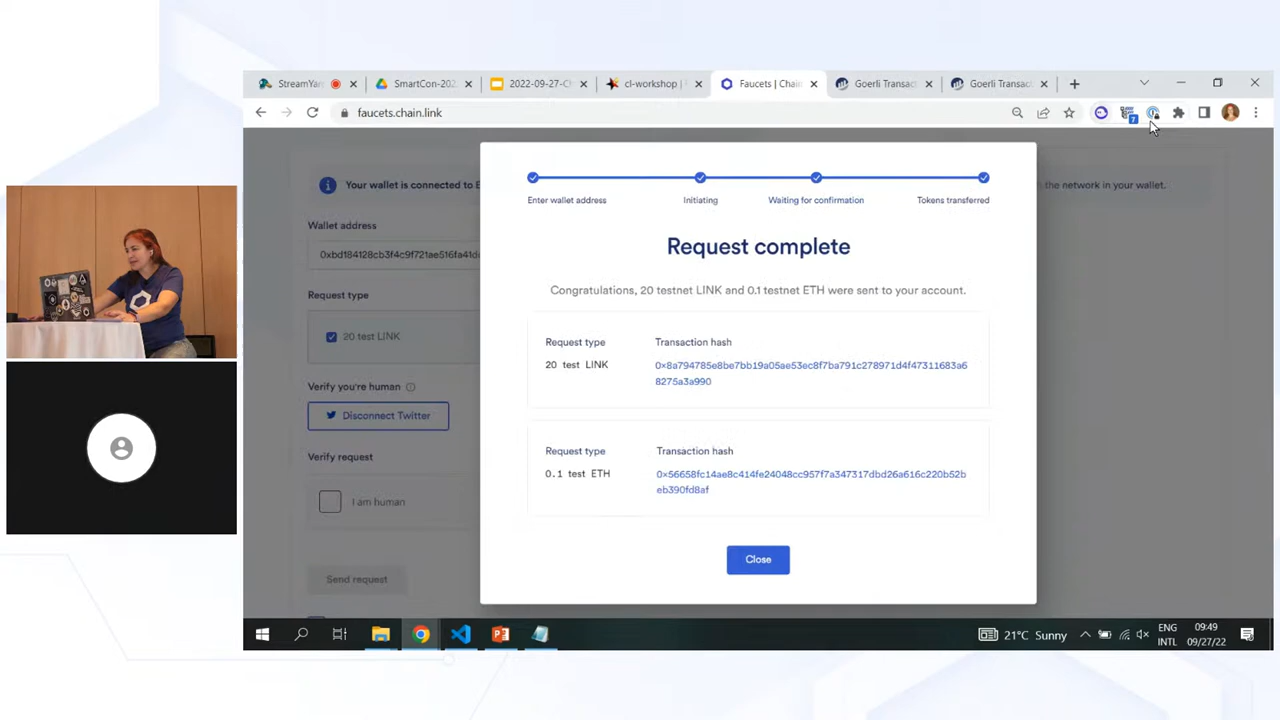 StreamYar
SmartCon-202
2022-09-27-C
cl-workshop |
Faucets | Chai
Goerli Transac
Goerli Transac
faucets.chain.link
7
Your wallet is connected to
the network in your wallet.
Wallet address
0xbd184128cb3f4c9f721ae516fa41d
Request type
20 test LINK
Verify you're human
Disconnect Twitter
Verify request
I am human
Send request
Enter wallet address
Initiating
Waiting for confirmation
Tokens transferred
Request complete
Congratulations, 20 testnet LINK and 0.1 testnet ETH were sent to your account.
Request type
Transaction hash
20 test LINK
0x8a794785e8be7bb19a05ae53ec8f7ba791c278971d4f47311683a6
8275a3a990
Request type
Transaction hash
0.1 test ETH
0x56658fc14ae8c414fe24048cc957f7a347317dbd26a616c220b52b
eb390fd8af
Close
21°C Sunny
ENG
INTL
09:49
09/27/22